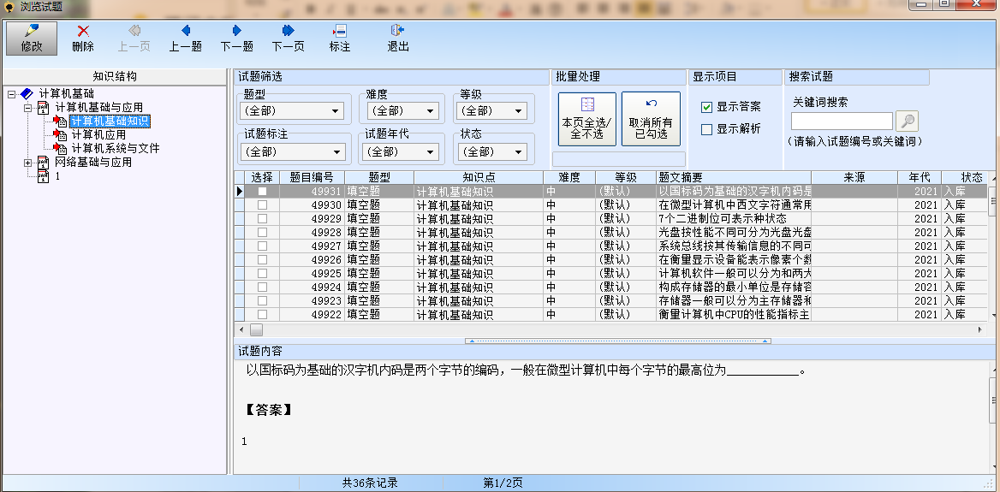 浏览试题
修改 删除 上一页 上一题 下一题 下一页 标注 退出
知识结构
计算机基础
计算机基础与应用
计算机基础知识
计算机应用
计算机系统与文件
网络基础与应用
1
试题筛选
题型 难度 等级
(全部) (全部) (全部)
试题标注 试题年代 状态
(全部) (全部) (全部)
批量处理
本页全选/全不选
取消所有已勾选
显示项目
显示答案
显示解析
搜索试题
关键词搜索
(请输入试题编号或关键词)
选择 题目编号 题型 知识点 难度 等级 题文摘要 来源 年代 状态
49931 填空题 计算机基础知识 中 (默认) 以国标码为基础的汉字机内码是 2021 入库
49930 填空题 计算机基础知识 中 (默认) 在微型计算机中西文字符通常用 2021 入库
49929 填空题 计算机基础知识 中 (默认) 7个二进制位可表示种状态 2021 入库
49928 填空题 计算机基础知识 中 (默认) 光盘按性能不同可分为光盘光盘 2021 入库
49927 填空题 计算机基础知识 中 (默认) 系统总线按其传输信息的不同可 2021 入库
49926 填空题 计算机基础知识 中 (默认) 在衡量显示设备能表示像素个数 2021 入库
49925 填空题 计算机基础知识 中 (默认) 计算机软件一般可以分为和两大 2021 入库
49924 填空题 计算机基础知识 中 (默认) 构成存储器的最小单位是存储容 2021 入库
49923 填空题 计算机基础知识 中 (默认) 存储器一般可以分为主存储器和 2021 入库
49922 填空题 计算机基础知识 中 (默认) 衡量计算机中CPU的性能指标主 2021 入库
试题内容
以国标码为基础的汉字机内码是两个字节的编码，一般在微型计算机中每个字节的最高位为____________。
【答案】
1
共36条记录 第1/2页